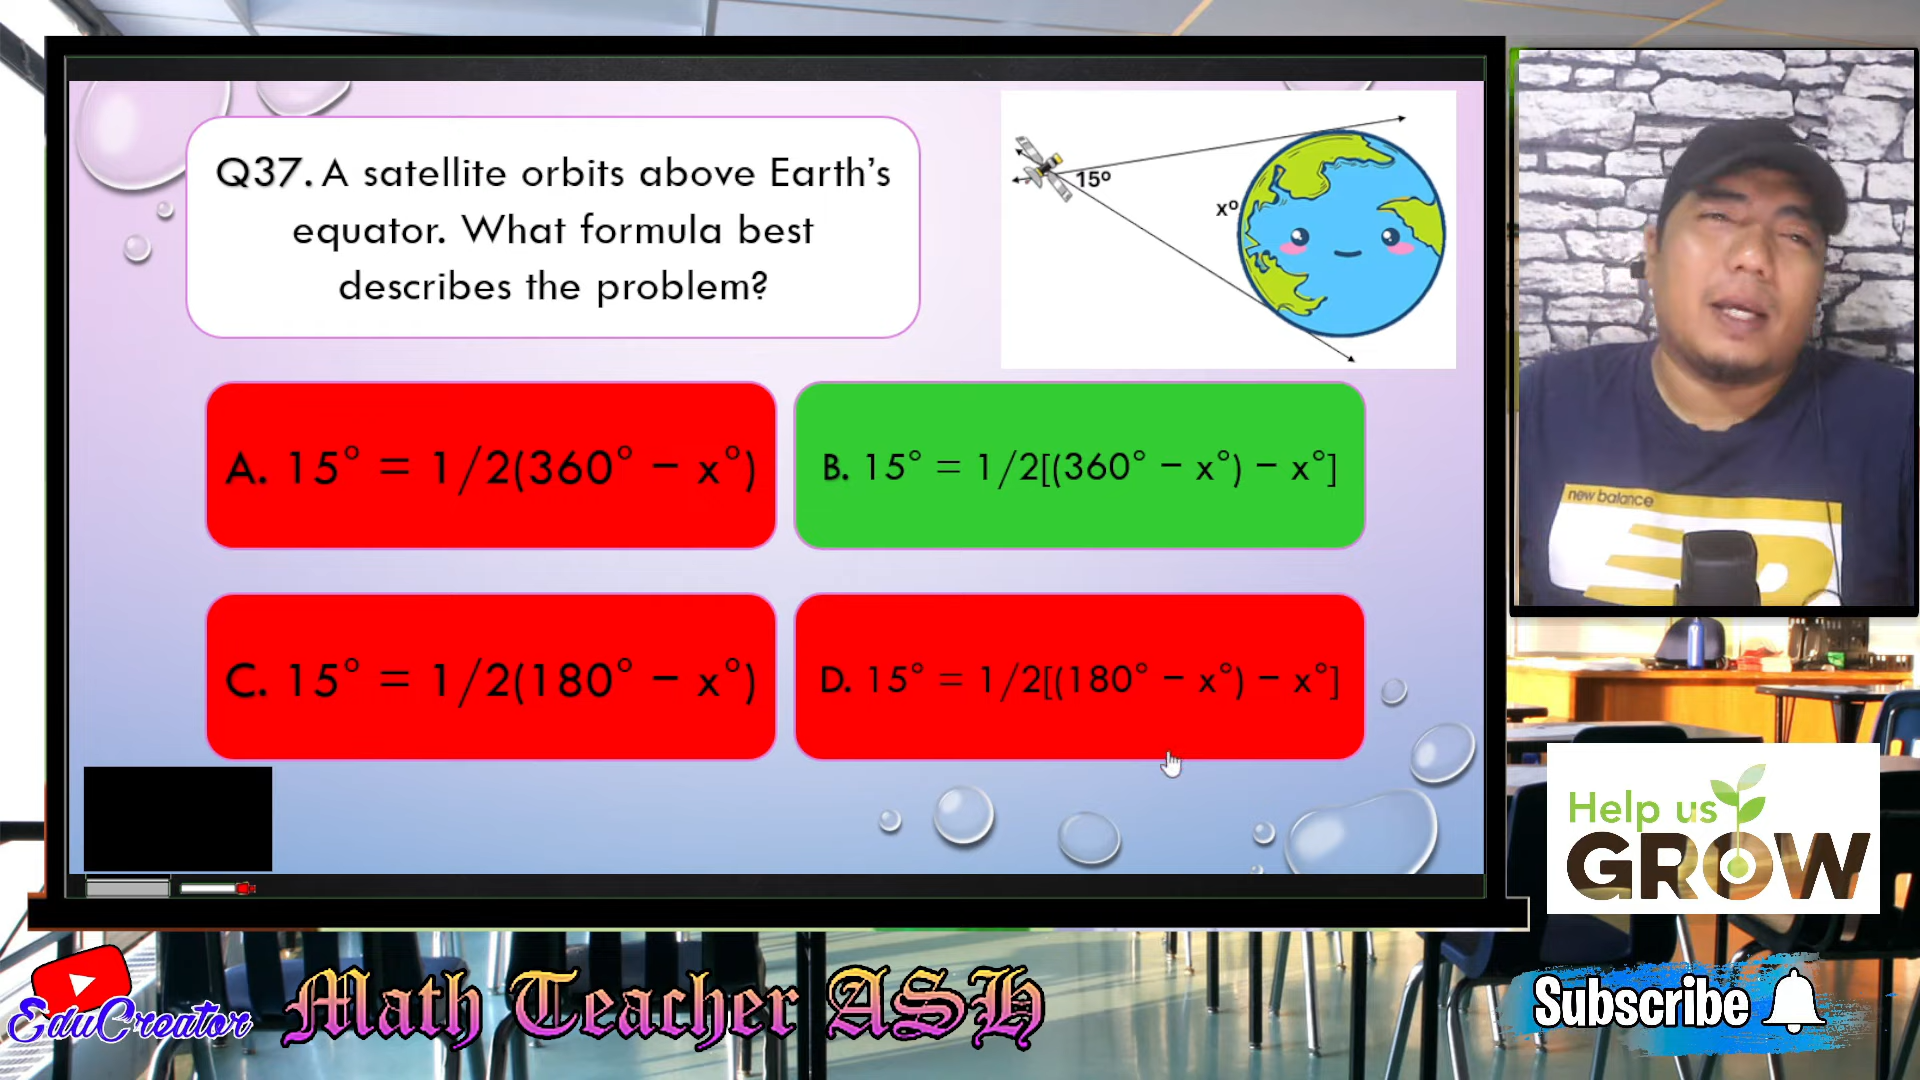 Q37. A satellite orbits above Earth's
equator. What formula best
describes the problem?
15º
xº
A. 15° = 1/2(360° − x°)
B. 15° = 1/2[(360° − x°) − x°]
C. 15° = 1/2(180° − x°)
D. 15° = 1/2[(180° − x°) − x°]
new balance
Help us
GROW
EduCreator
Math Teacher ASH
Subscribe